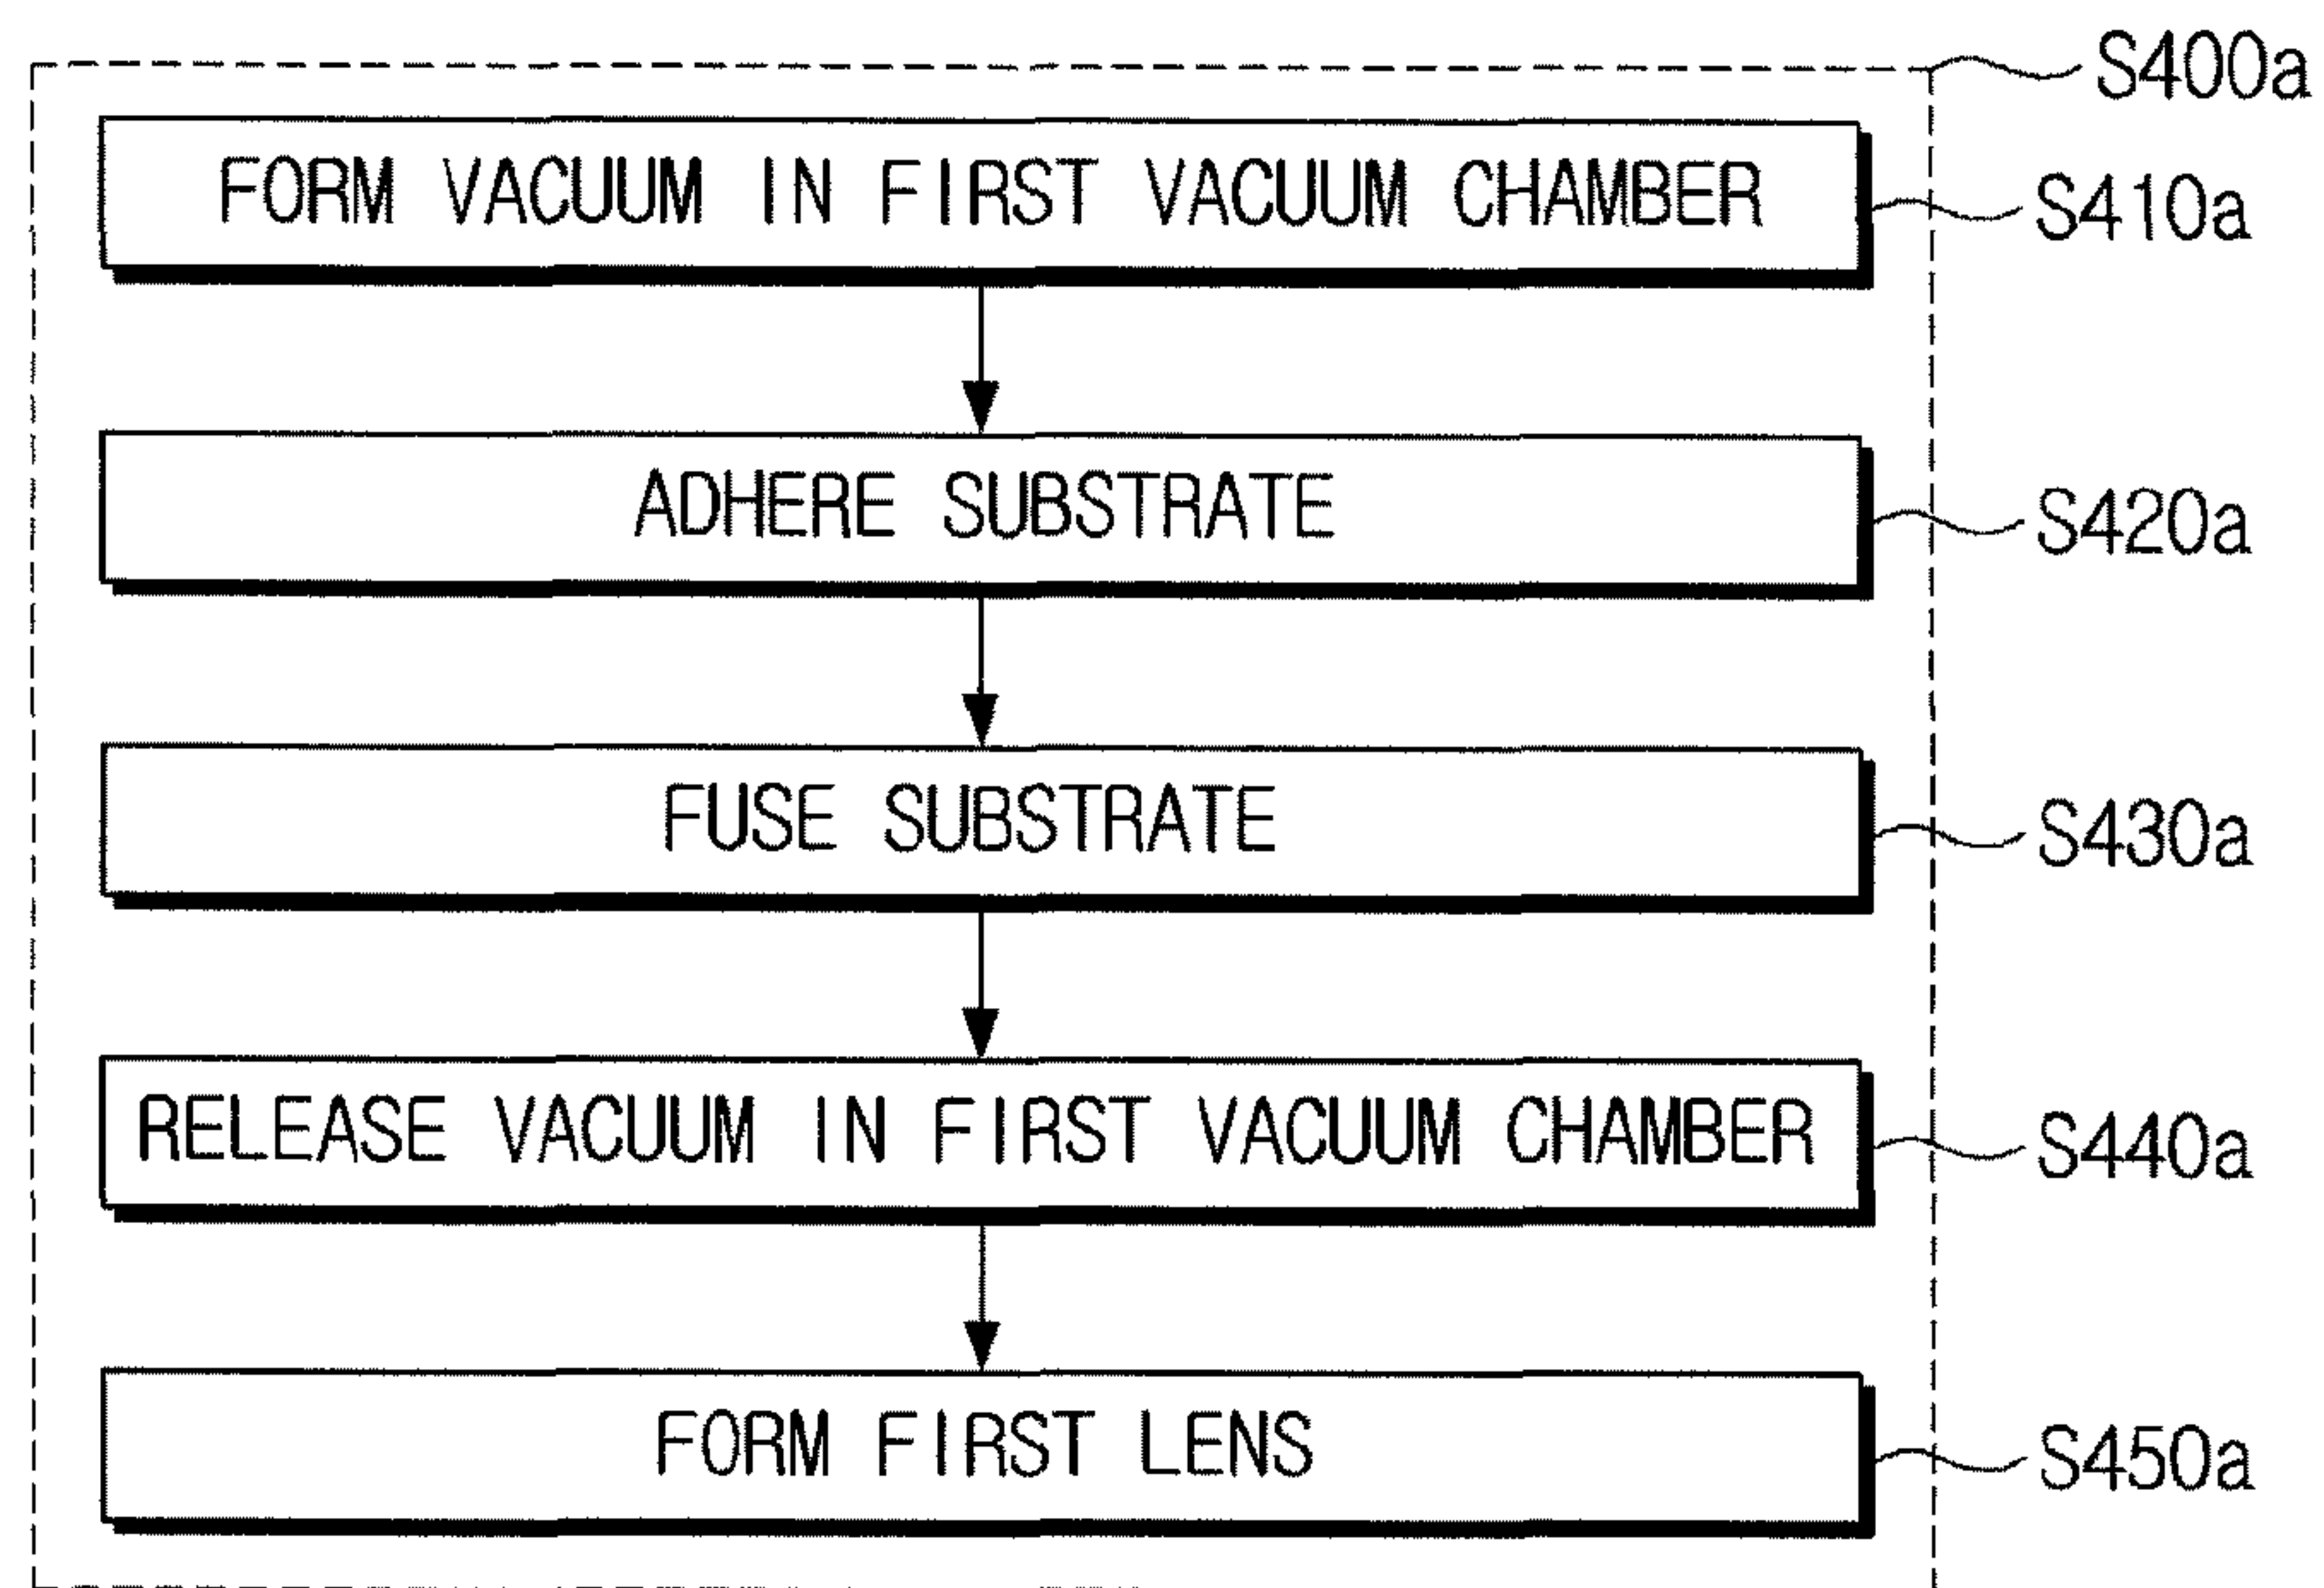 S400a
FORM VACUUM IN FIRST VACUUM CHAMBER
S410a
ADHERE SUBSTRATE
S420a
FUSE SUBSTRATE
S430a
RELEASE VACUUM IN FIRST VACUUM CHAMBER
S440a
FORM FIRST LENS
S450a